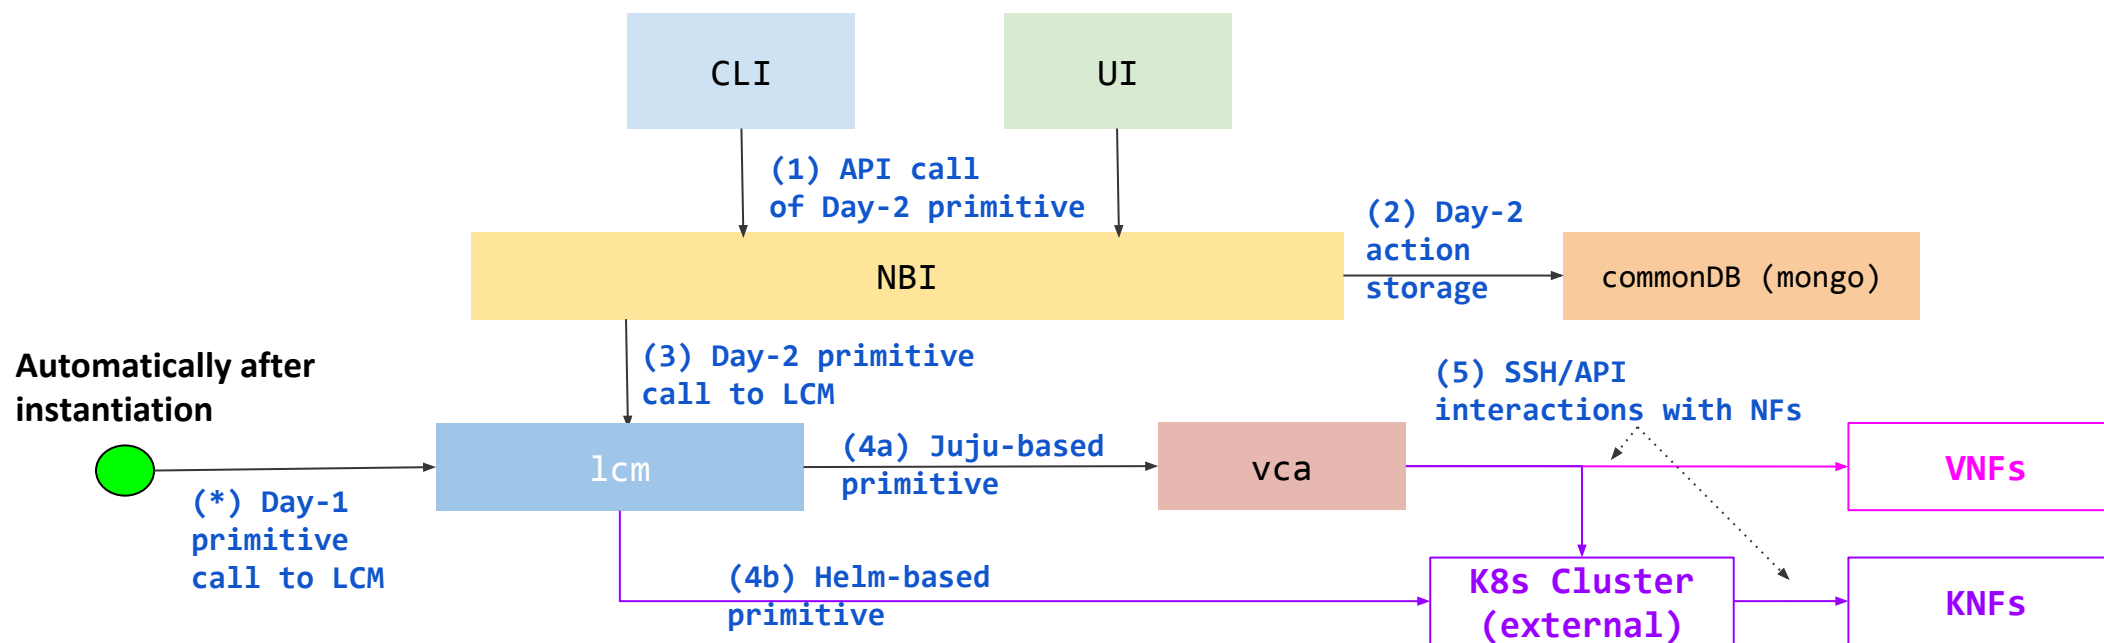 CLI
UI
(1) API call
of Day-2 primitive
(2) Day-2
action
storage
NBI
commonDB (mongo)
(3) Day-2 primitive
call to LCM
Automatically after
instantiation
(5) SSH/API
interactions with NFs
(*) Day-1
primitive
call to LCM
lcm
(4a) Juju-based
primitive
vca
VNFs
(4b) Helm-based
primitive
K8s Cluster
(external)
KNFs